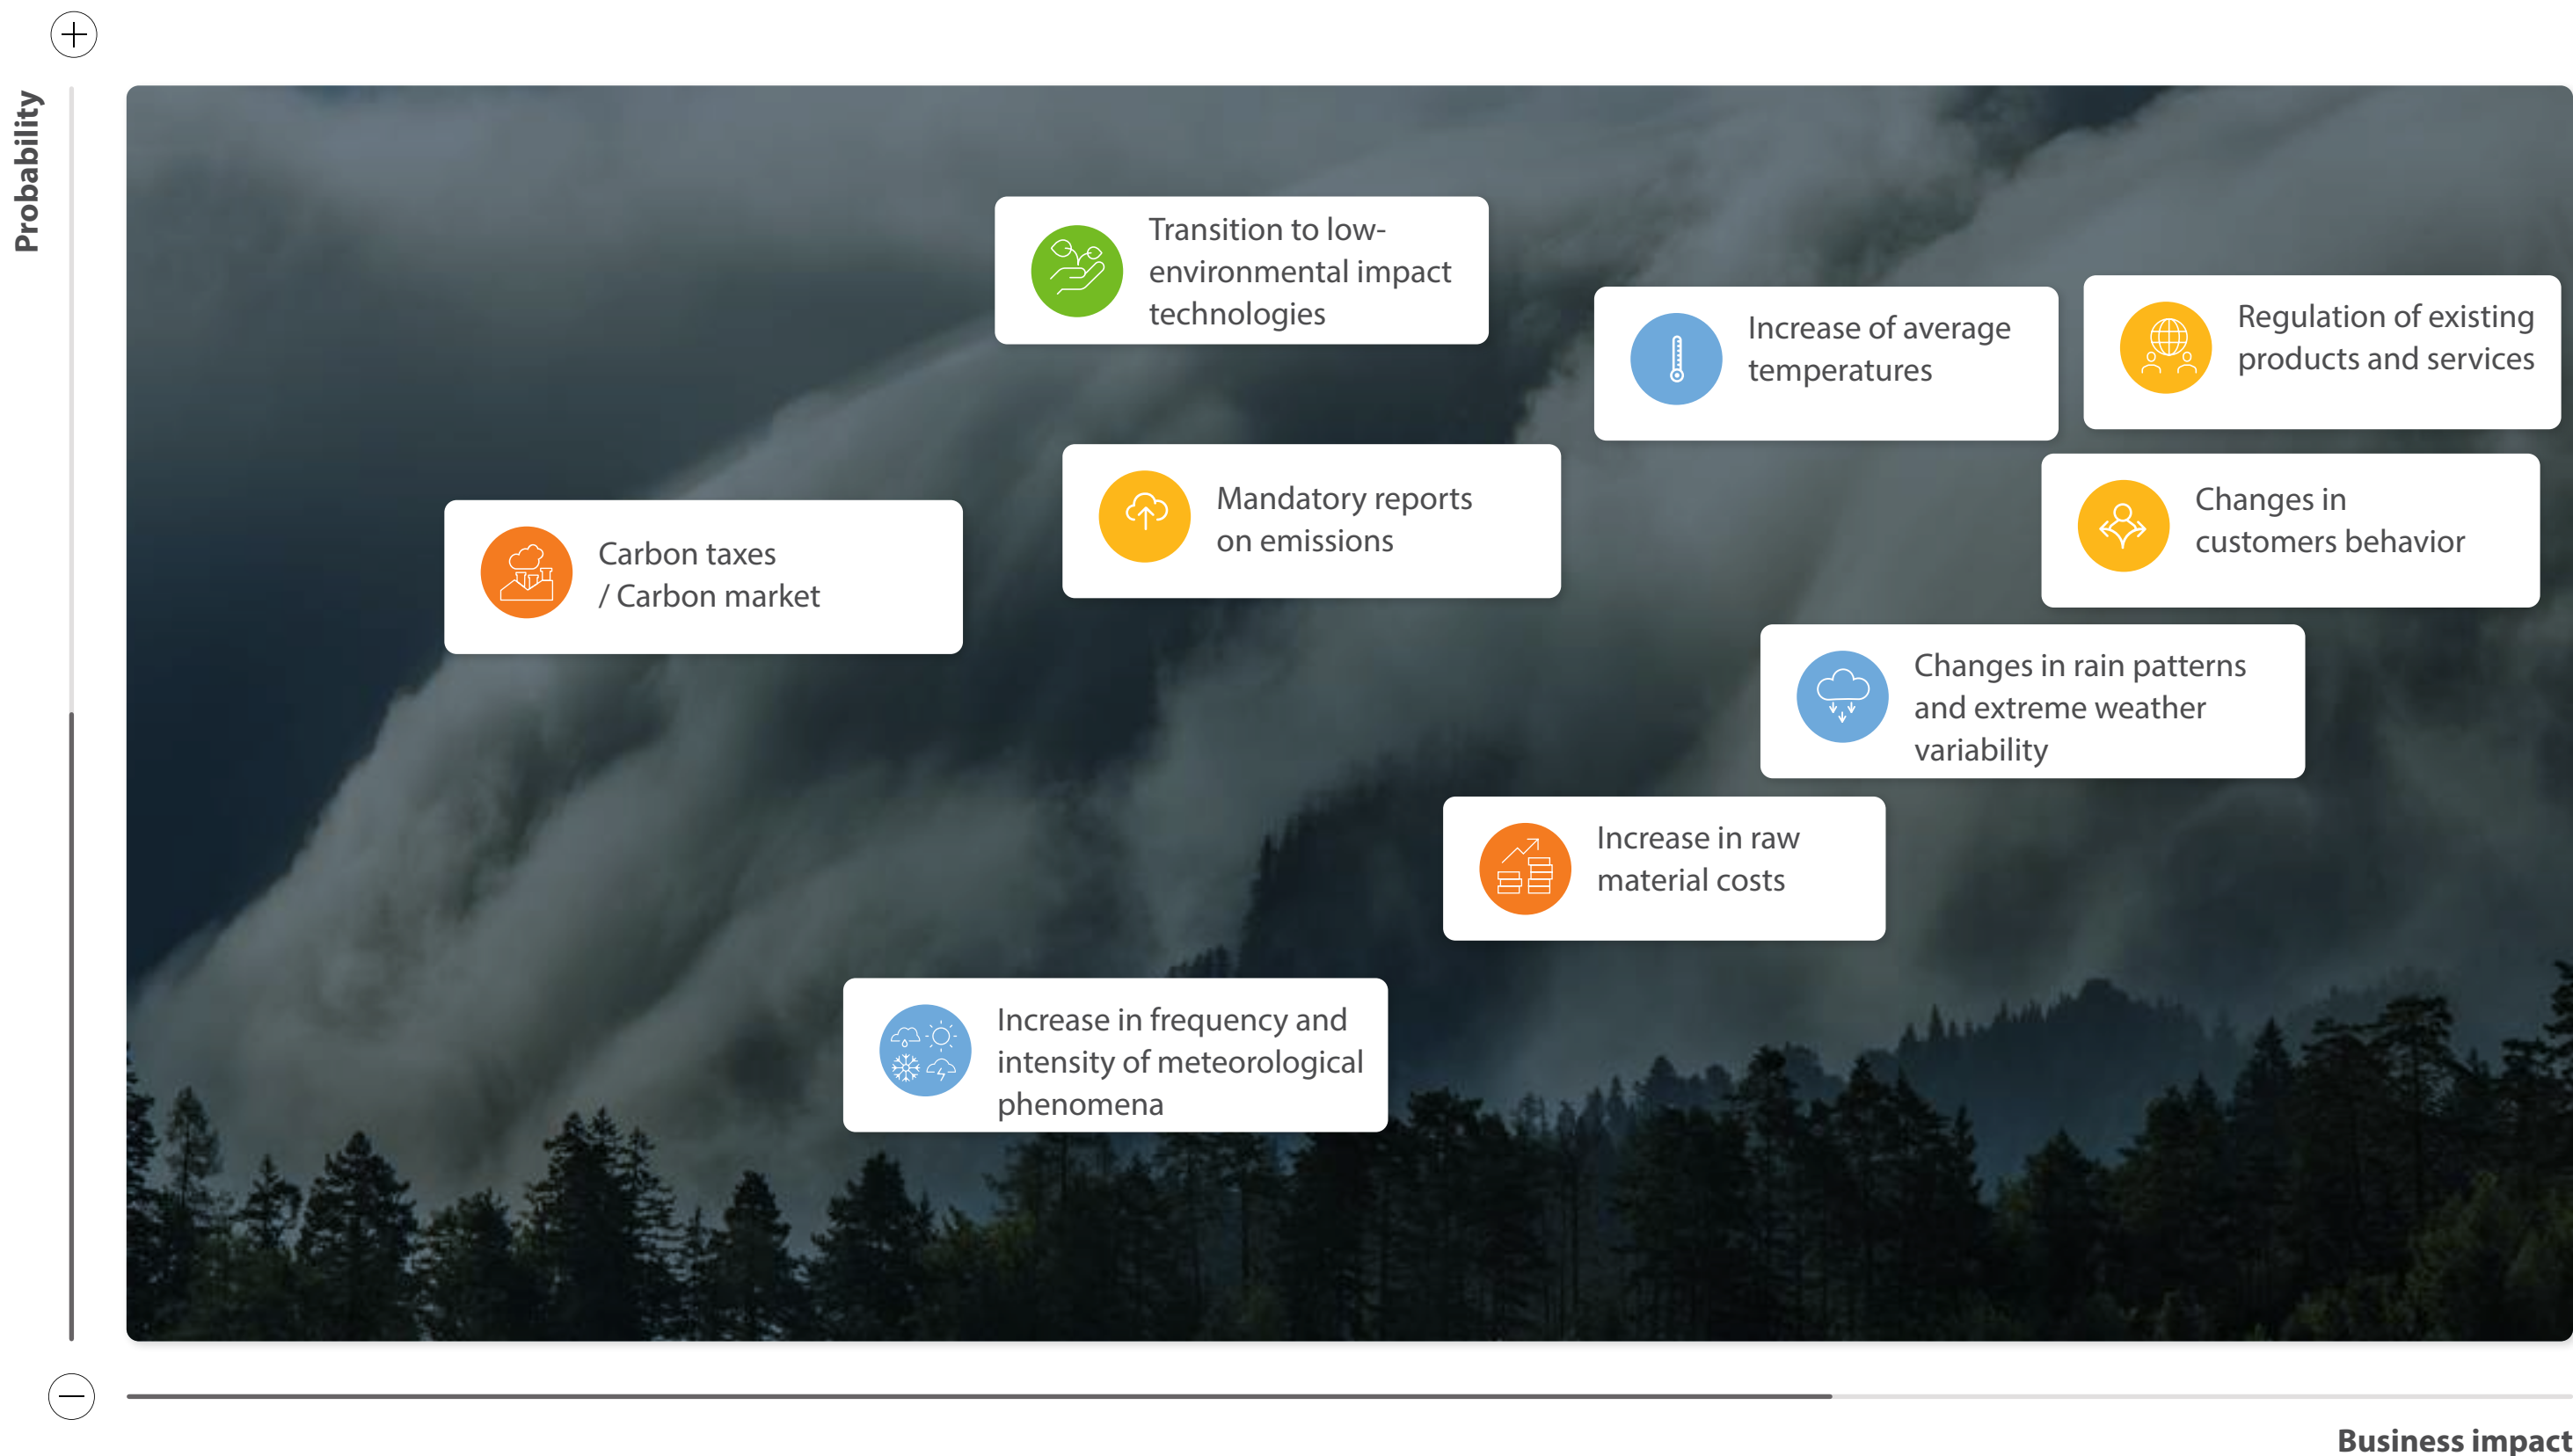 Probability
Transition to low-
environmental impact
technologies
Increase of average
temperatures
Regulation of existing
products and services
Mandatory reports
on emissions
Changes in
customers behavior
Carbon taxes
/ Carbon market
Changes in rain patterns
and extreme weather
variability
Increase in raw
material costs
Increase in frequency and
intensity of meteorological
phenomena
Business impact